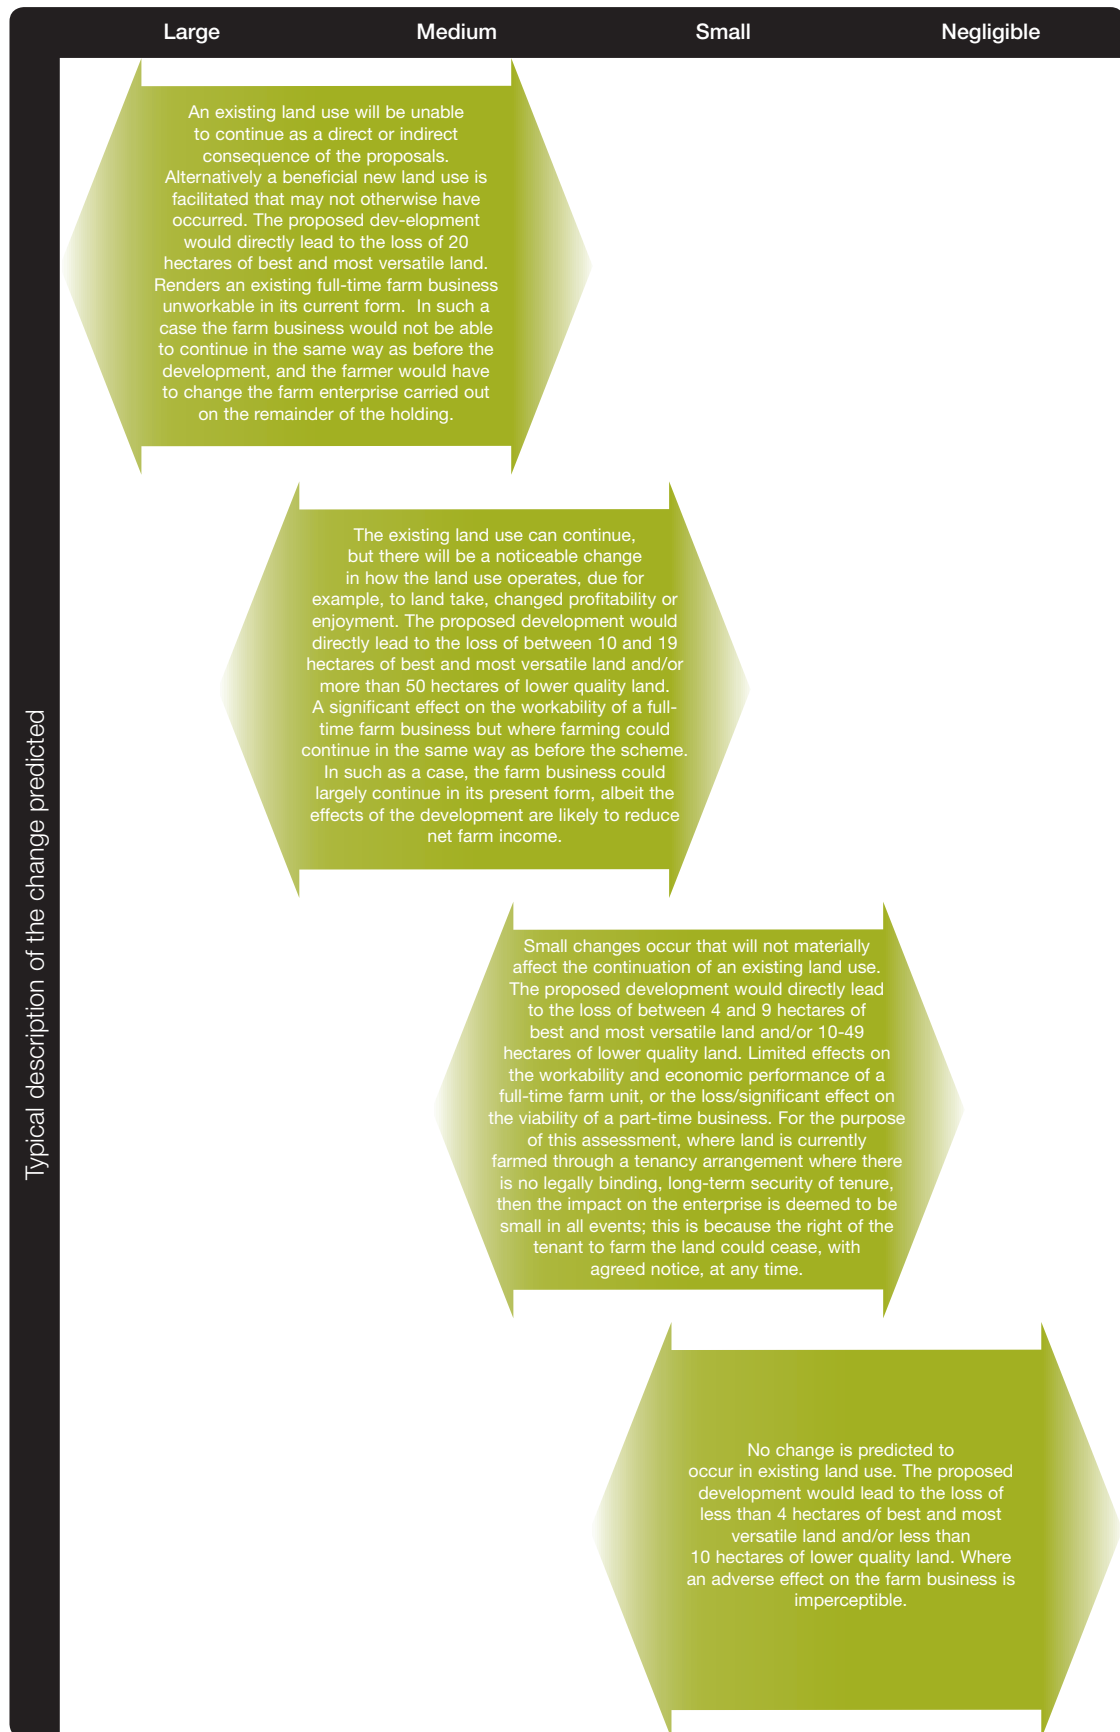 Large Medium Small Negligible
Typical description of the change predicted
An existing land use will be unable
to continue as a direct or indirect
consequence of the proposals.
Alternatively a beneficial new land use is
facilitated that may not otherwise have
occurred. The proposed dev-elopment
would directly lead to the loss of 20
hectares of best and most versatile land.
Renders an existing full-time farm business
unworkable in its current form.  In such a
case the farm business would not be able
to continue in the same way as before the
development, and the farmer would have
to change the farm enterprise carried out
on the remainder of the holding.
The existing land use can continue,
but there will be a noticeable change
in how the land use operates, due for
example, to land take, changed profitability or
enjoyment. The proposed development would
directly lead to the loss of between 10 and 19
hectares of best and most versatile land and/or
more than 50 hectares of lower quality land.
A significant effect on the workability of a full-
time farm business but where farming could
continue in the same way as before the scheme.
In such as a case, the farm business could
largely continue in its present form, albeit the
effects of the development are likely to reduce
net farm income.
Small changes occur that will not materially
affect the continuation of an existing land use.
The proposed development would directly lead
to the loss of between 4 and 9 hectares of
best and most versatile land and/or 10-49
hectares of lower quality land. Limited effects on
the workability and economic performance of a
full-time farm unit, or the loss/significant effect on
the viability of a part-time business. For the purpose
of this assessment, where land is currently
farmed through a tenancy arrangement where there
is no legally binding, long-term security of tenure,
then the impact on the enterprise is deemed to be
small in all events; this is because the right of the
tenant to farm the land could cease, with
agreed notice, at any time.
No change is predicted to
occur in existing land use. The proposed
development would lead to the loss of
less than 4 hectares of best and most
versatile land and/or less than
10 hectares of lower quality land. Where
an adverse effect on the farm business is
imperceptible.